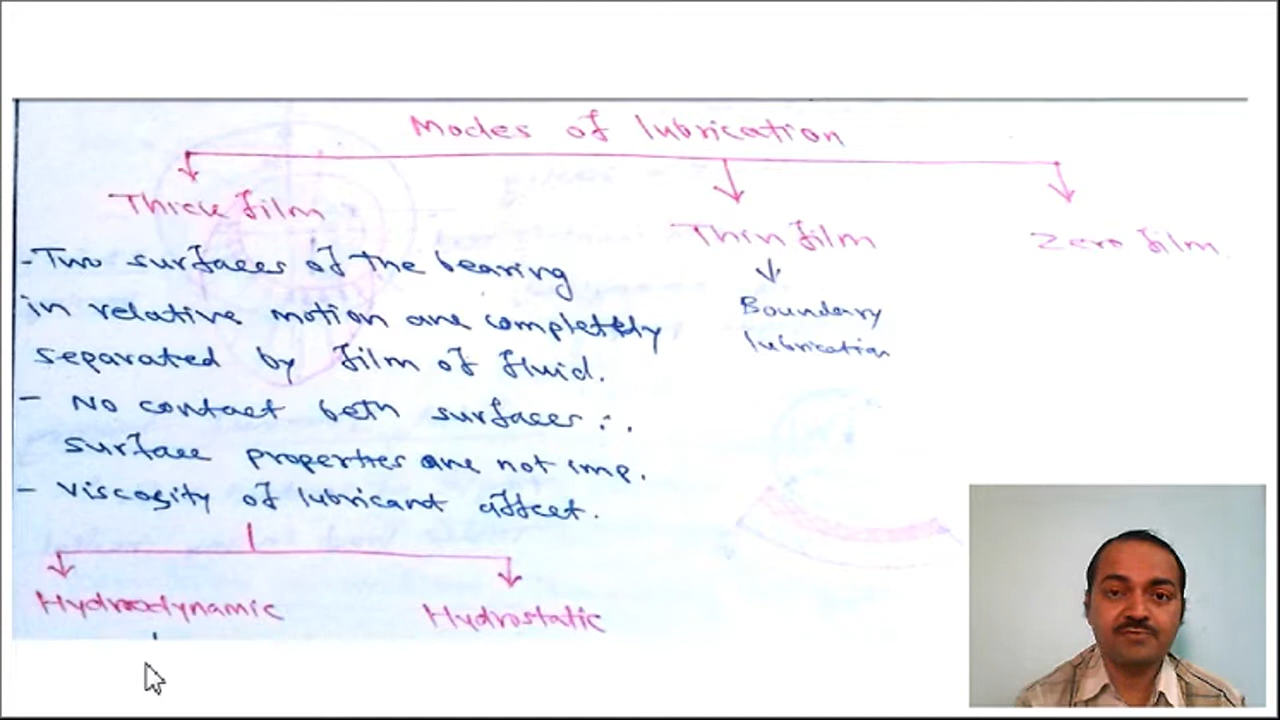 Modes of lubrication
Thick film
Thin film
Zero film
- Two surfaces of the bearing
in relative motion are completely
separated by film of fluid.
- No contact betn surfaces ∴
surface properties are not imp.
- Viscosity of lubricant affect.
Boundary
lubrication
Hydrodynamic
Hydrostatic